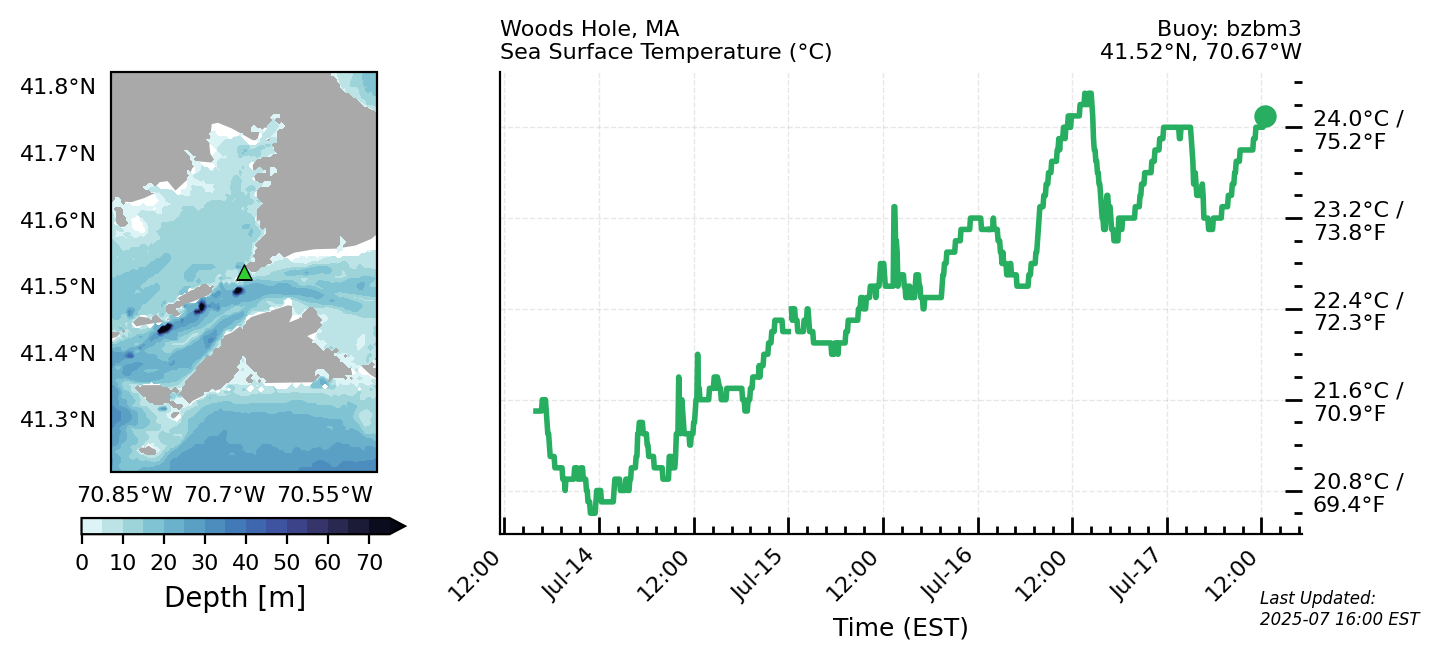 Woods Hole, MA
Sea Surface Temperature (°C)
Buoy: bzbm3
41.52°N, 70.67°W
41.8°N
41.7°N
41.6°N
41.5°N
41.4°N
41.3°N
70.85°W 70.7°W 70.55°W
0 10 20 30 40 50 60 70
Depth [m]
24.0°C /
75.2°F
23.2°C /
73.8°F
22.4°C /
72.3°F
21.6°C /
70.9°F
20.8°C /
69.4°F
12:00 Jul-14 12:00 Jul-15 12:00 Jul-16 12:00 Jul-17 12:00
Time (EST)
Last Updated:
2025-07 16:00 EST